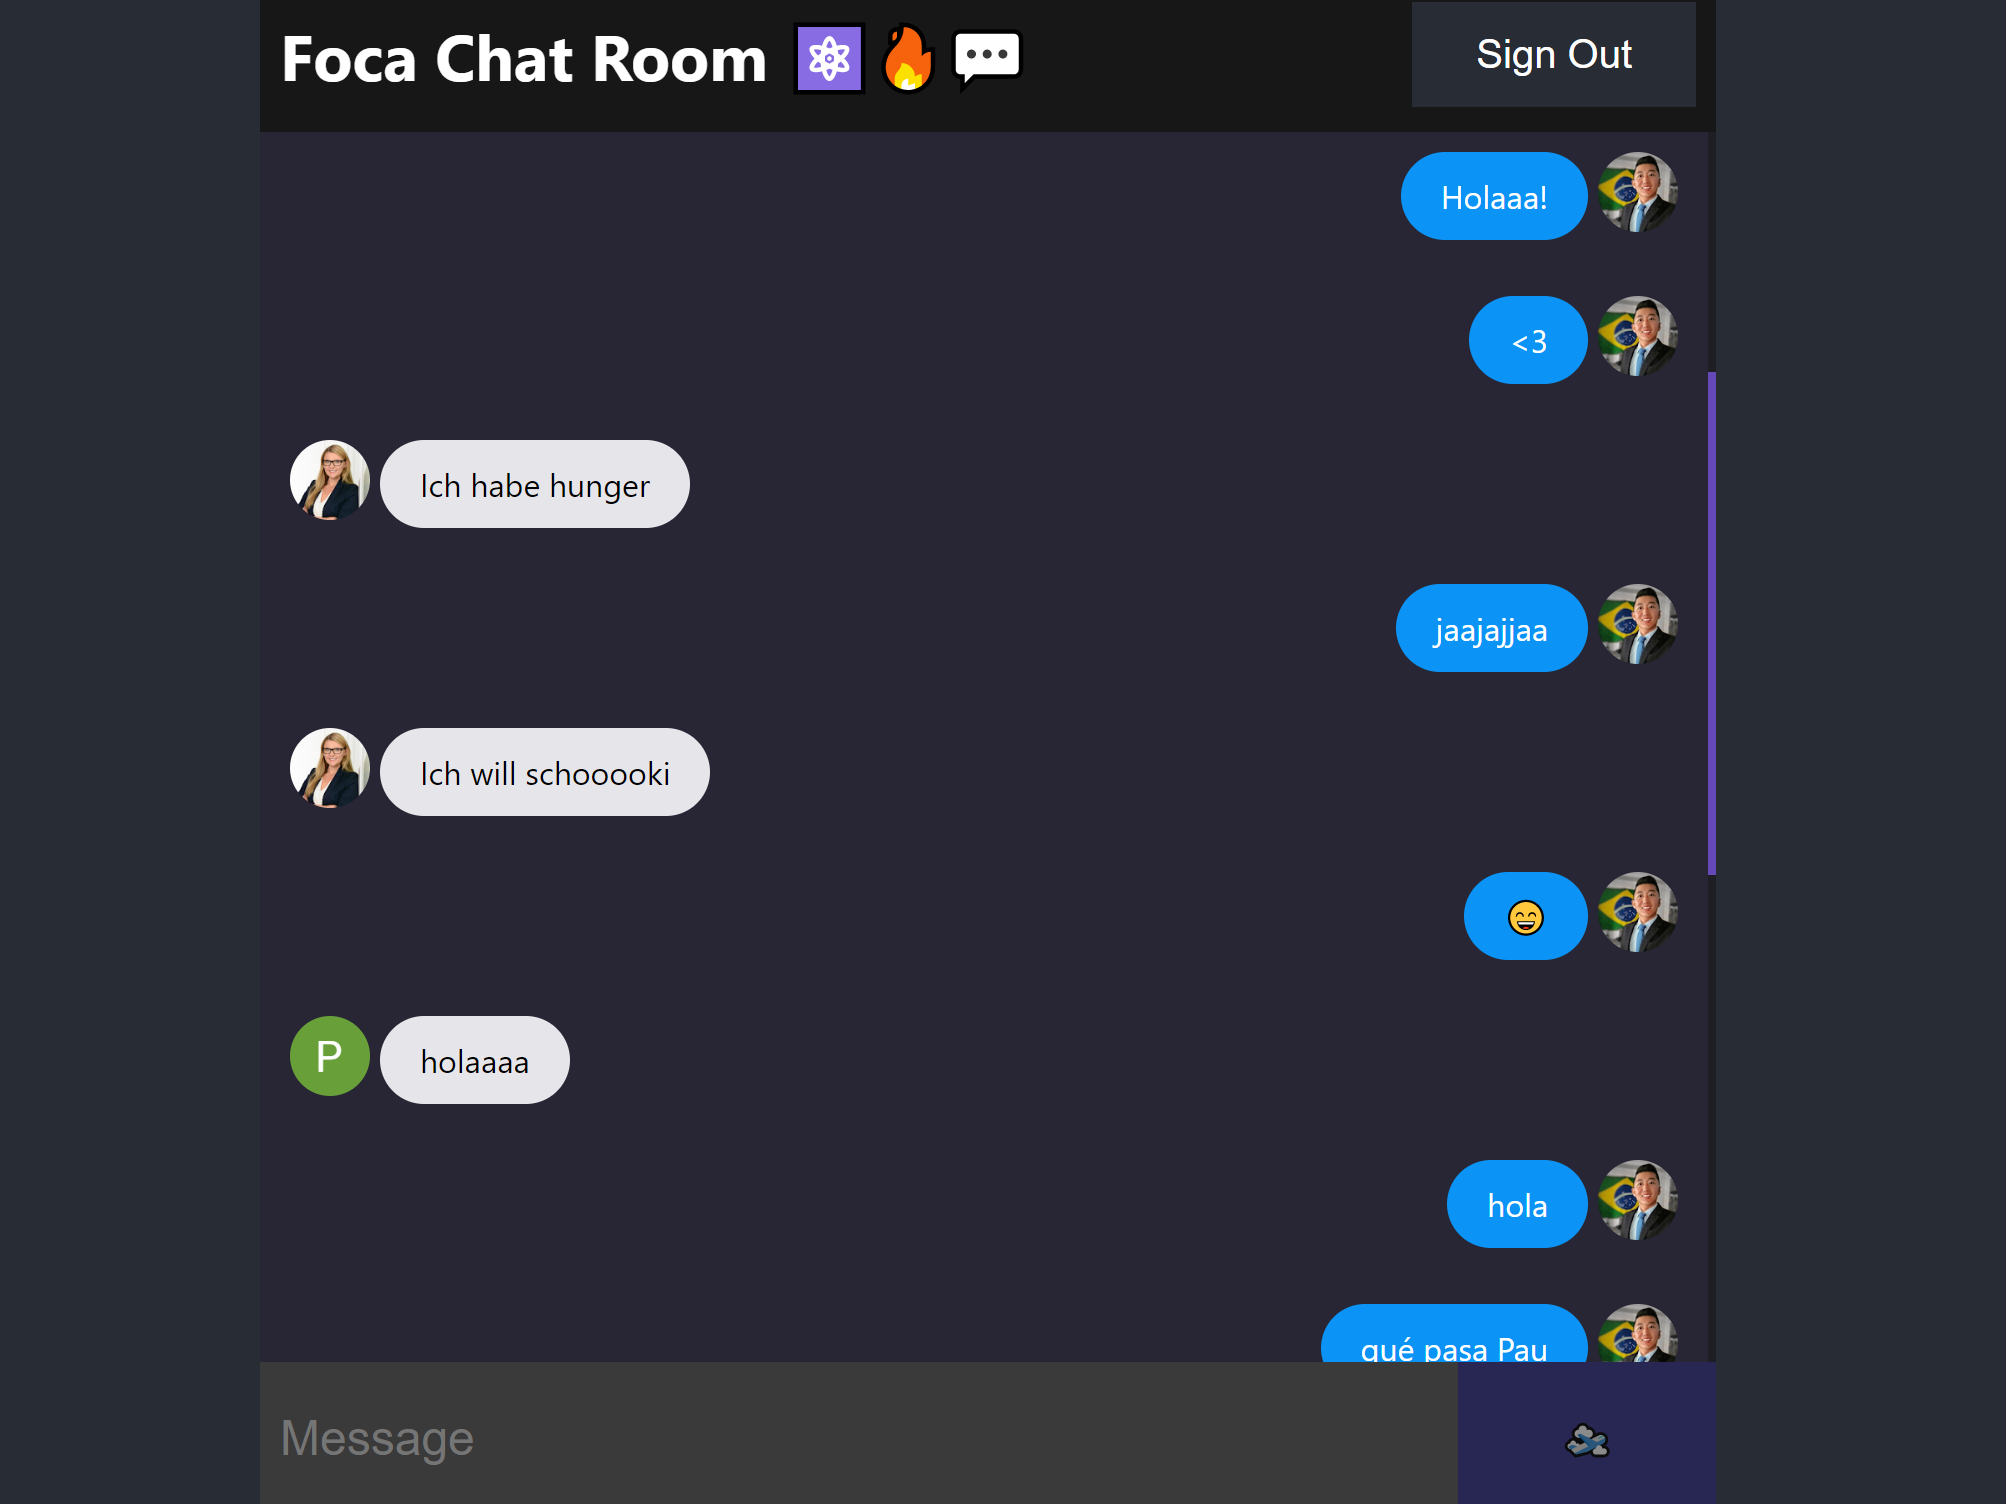 Foca Chat Room ⚛️🔥💬
Sign Out
Holaaa!
<3
Ich habe hunger
jaajajjaa
Ich will schooooki
😄
P
holaaaa
hola
qué pasa Pau
Message